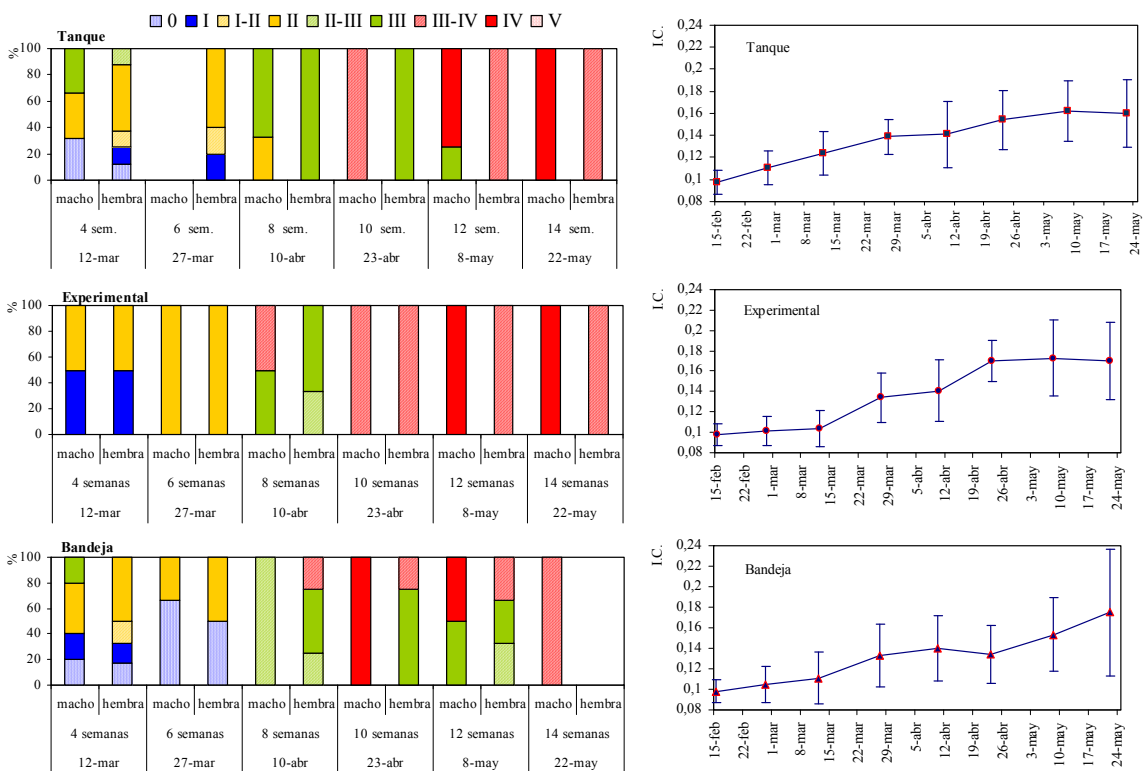 0 I I-II II II-III III III-IV IV V
Tanque
%
100
80
60
40
20
0
macho hembra macho hembra macho hembra macho hembra macho hembra macho hembra
4 sem. 6 sem. 8 sem. 10 sem. 12 sem. 14 sem.
12-mar 27-mar 10-abr 23-abr 8-may 22-may
I.C.
Tanque
0,24
0,22
0,2
0,18
0,16
0,14
0,12
0,1
0,08
15-feb 22-feb 1-mar 8-mar 15-mar 22-mar 29-mar 5-abr 12-abr 19-abr 26-abr 3-may 10-may 17-may 24-may
Experimental
%
100
80
60
40
20
0
macho hembra macho hembra macho hembra macho hembra macho hembra macho hembra
4 semanas 6 semanas 8 semanas 10 semanas 12 semanas 14 semanas
12-mar 27-mar 10-abr 23-abr 8-may 22-may
I.C.
Experimental
0,24
0,22
0,2
0,18
0,16
0,14
0,12
0,1
0,08
15-feb 22-feb 1-mar 8-mar 15-mar 22-mar 29-mar 5-abr 12-abr 19-abr 26-abr 3-may 10-may 17-may 24-may
Bandeja
%
100
80
60
40
20
0
macho hembra macho hembra macho hembra macho hembra macho hembra macho hembra
4 semanas 6 semanas 8 semanas 10 semanas 12 semanas 14 semanas
12-mar 27-mar 10-abr 23-abr 8-may 22-may
I.C.
Bandeja
0,24
0,22
0,2
0,18
0,16
0,14
0,12
0,1
0,08
15-feb 22-feb 1-mar 8-mar 15-mar 22-mar 29-mar 5-abr 12-abr 19-abr 26-abr 3-may 10-may 17-may 24-may